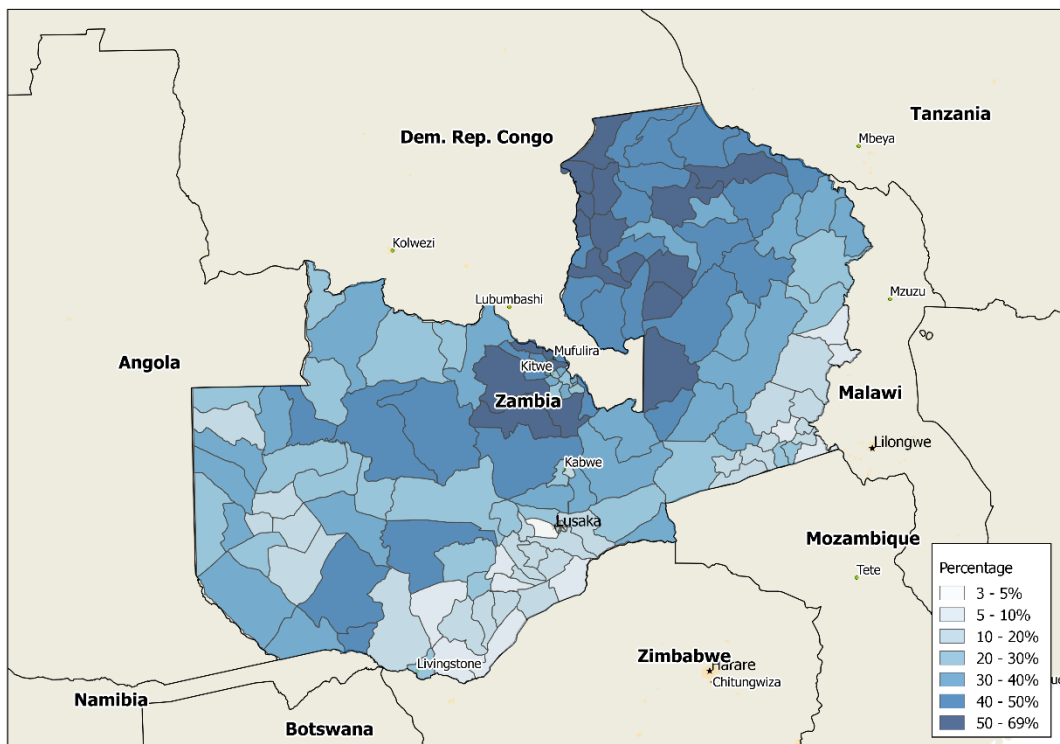 Tanzania
Dem. Rep. Congo
Mbeya
Kolwezi
Lubumbashi
Mzuzu
Angola
Mufulira
Kitwe
Zambia
Malawi
Lilongwe
Kabwe
Lusaka
Mozambique
Tete
Livingstone
Zimbabwe
Harare
Chitungwiza
Namibia
Botswana
Percentage
3 - 5%
5 - 10%
10 - 20%
20 - 30%
30 - 40%
40 - 50%
50 - 69%